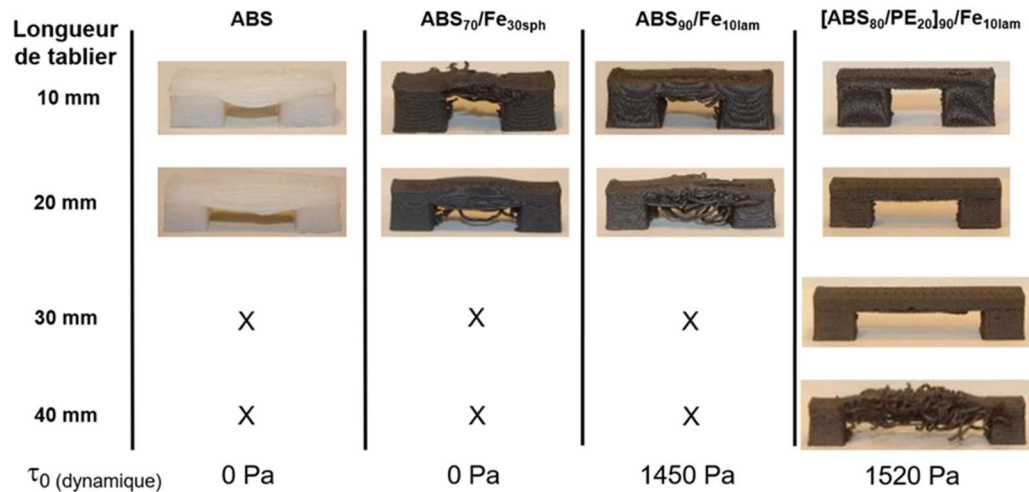 Longueur de tablier ABS ABS70/Fe30sph ABS90/Fe10lam [ABS80/PE20]90/Fe10lam
10 mm
20 mm
30 mm X X X
40 mm X X X
τ0 (dynamique) 0 Pa 0 Pa 1450 Pa 1520 Pa